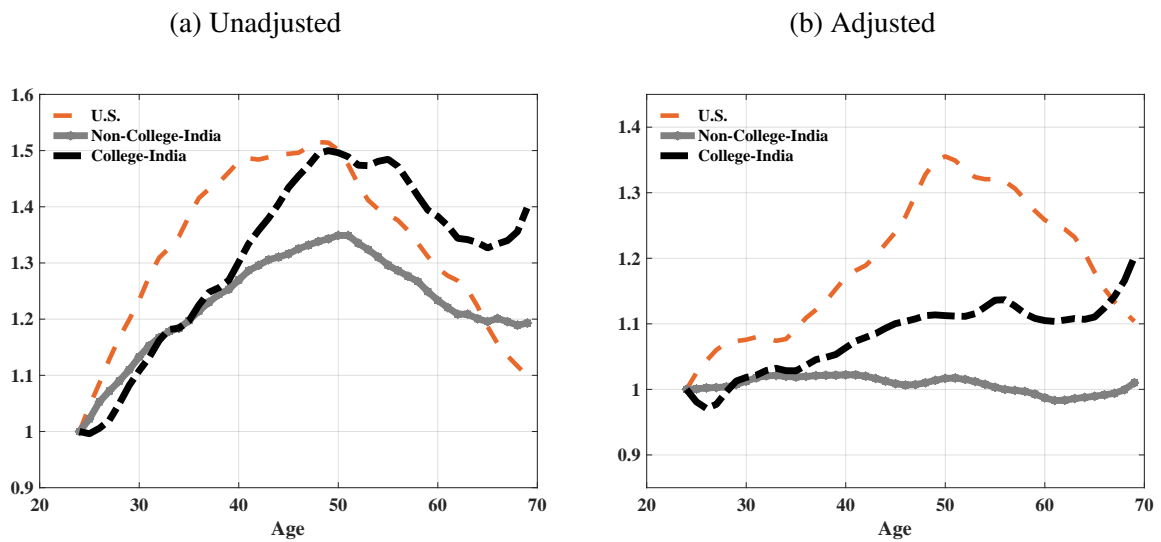 (a) Unadjusted
1.6
1.5
1.4
1.3
1.2
1.1
1
0.9
U.S.
Non-College-India
College-India
20
30
40
50
60
70
Age
(b) Adjusted
1.4
1.3
1.2
1.1
1
0.9
U.S.
Non-College-India
College-India
20
30
40
50
60
70
Age